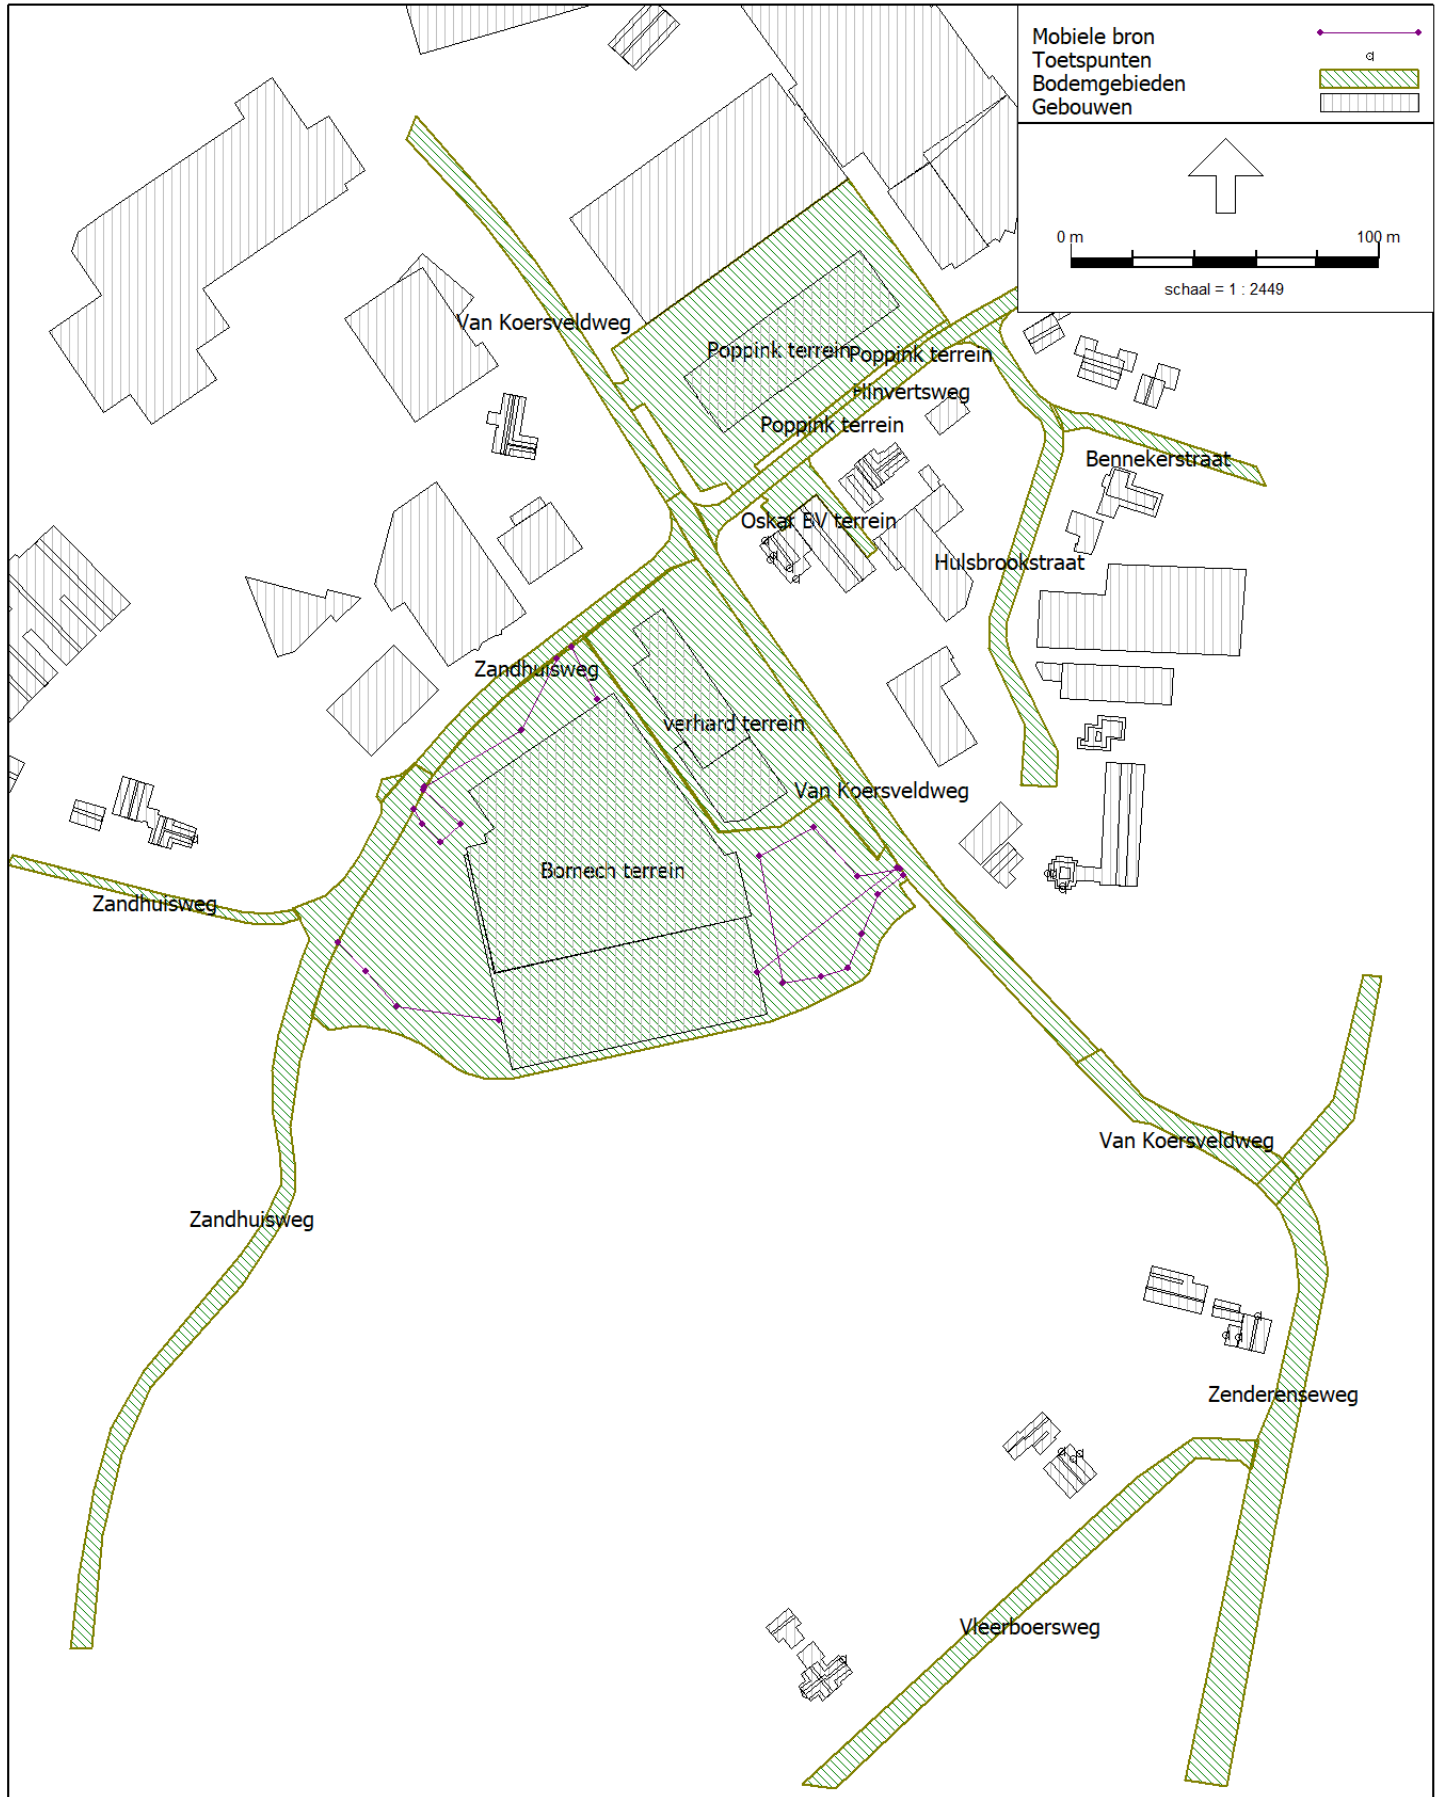 Mobiele bron
Toetspunten
Bodemgebieden
Gebouwen
0 m
100 m
schaal = 1 : 2449
Van Koersveldweg
Poppink terrein
Poppink terrein
Hinvertsweg
Poppink terrein
Bennekerstraat
Oskar BV terrein
Hulsbrookstraat
Zandhuisweg
verhard terrein
Van Koersveldweg
Bornech terrein
Zandhuisweg
Van Koersveldweg
Zandhuisweg
Zenderenseweg
Vleerboersweg